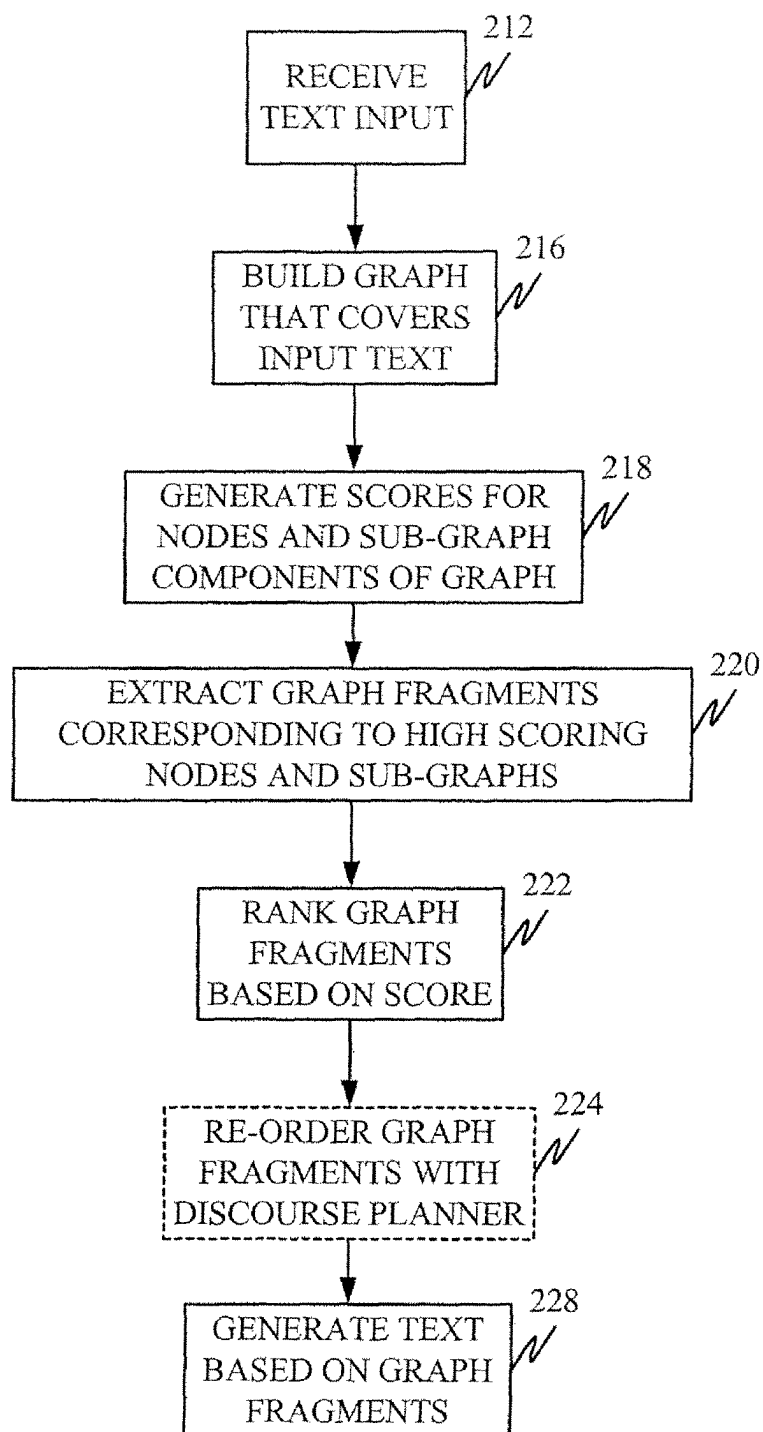 212
RECEIVE
TEXT INPUT
216
BUILD GRAPH
THAT COVERS
INPUT TEXT
218
GENERATE SCORES FOR
NODES AND SUB-GRAPH
COMPONENTS OF GRAPH
220
EXTRACT GRAPH FRAGMENTS
CORRESPONDING TO HIGH SCORING
NODES AND SUB-GRAPHS
222
RANK GRAPH
FRAGMENTS
BASED ON SCORE
224
RE-ORDER GRAPH
FRAGMENTS WITH
DISCOURSE PLANNER
228
GENERATE TEXT
BASED ON GRAPH
FRAGMENTS